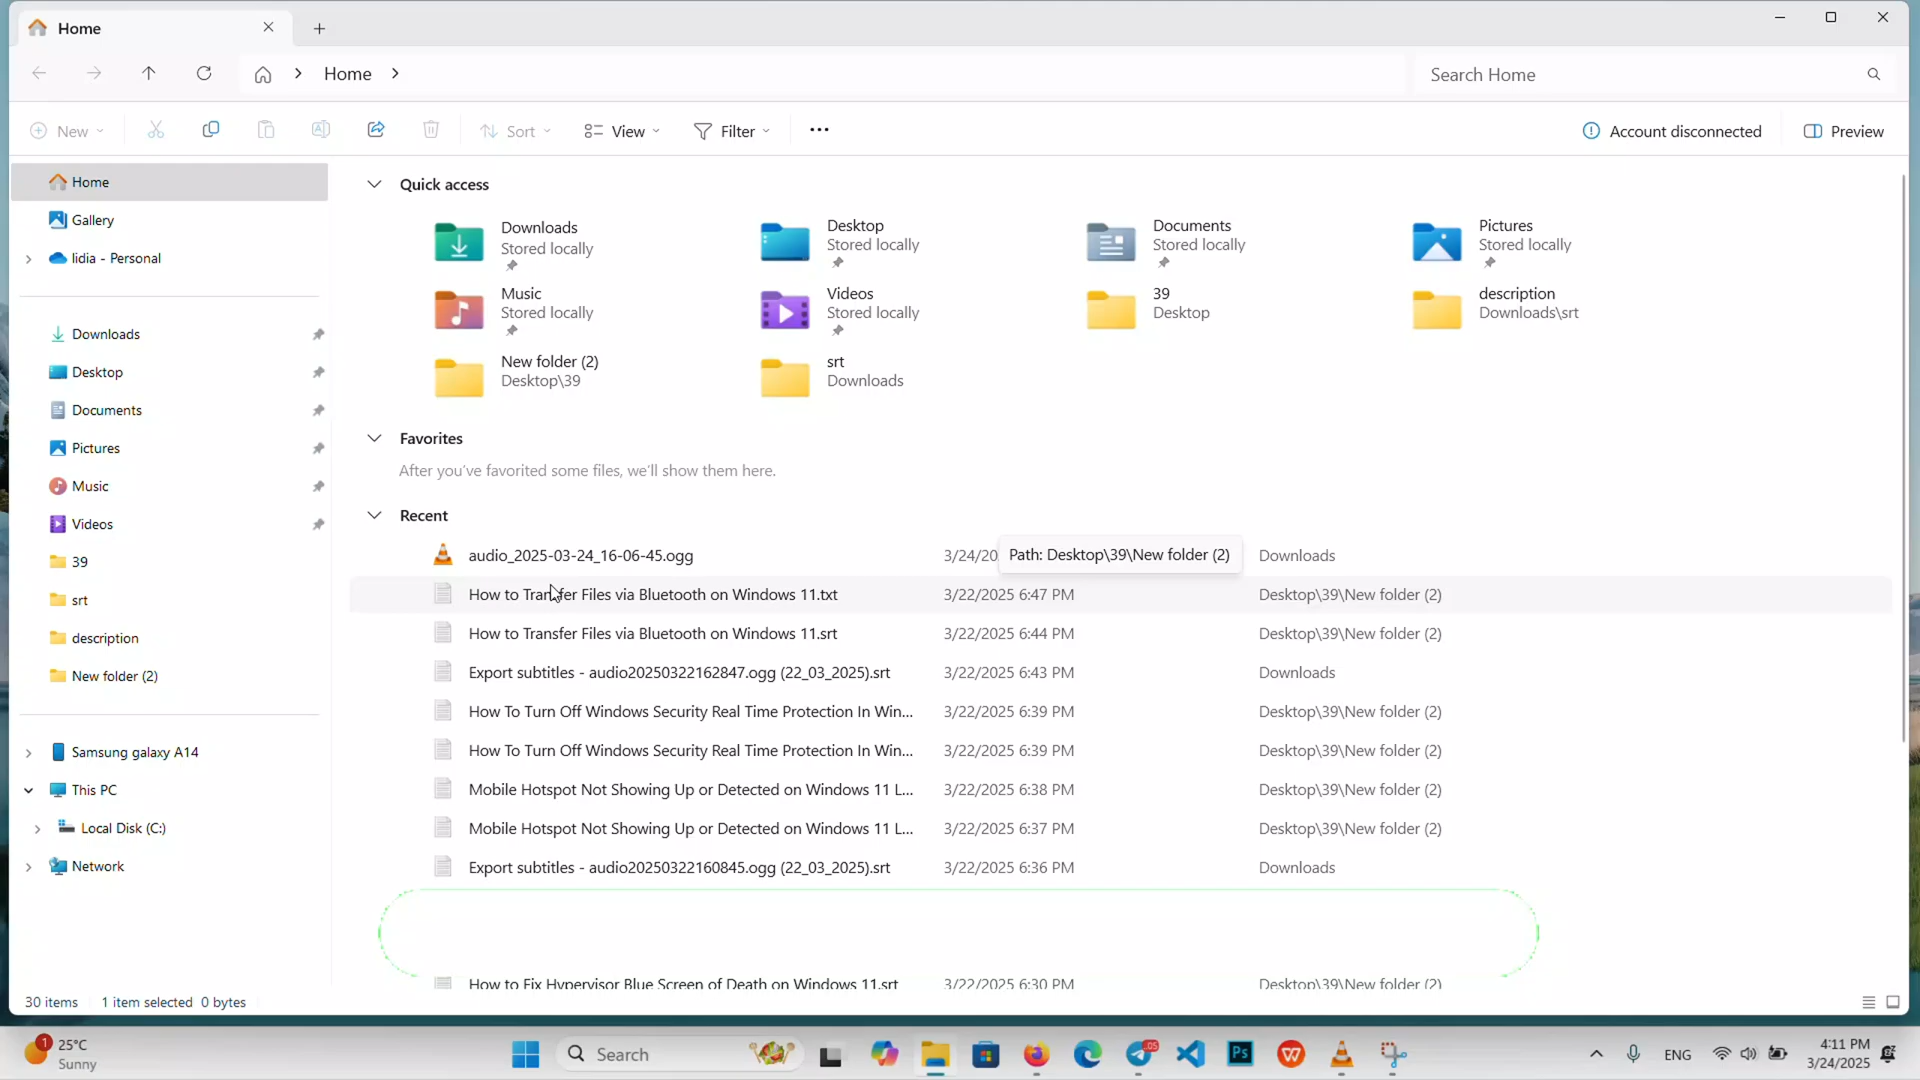 Home
Home
Search Home
New
Sort
View
Filter
Account disconnected
Preview
Home
Gallery
lidia - Personal
Downloads
Desktop
Documents
Pictures
Music
Videos
39
srt
description
New folder (2)
Samsung galaxy A14
This PC
Local Disk (C:)
Network
Quick access
Downloads
Stored locally
Desktop
Stored locally
Documents
Stored locally
Pictures
Stored locally
Music
Stored locally
Videos
Stored locally
39
Desktop
description
Downloads\srt
New folder (2)
Desktop\39
srt
Downloads
Favorites
After you've favorited some files, we'll show them here.
Recent
audio_2025-03-24_16-06-45.ogg 3/24/20 Downloads
Path: Desktop\39\New folder (2)
How to Transfer Files via Bluetooth on Windows 11.txt 3/22/2025 6:47 PM Desktop\39\New folder (2)
How to Transfer Files via Bluetooth on Windows 11.srt 3/22/2025 6:44 PM Desktop\39\New folder (2)
Export subtitles - audio20250322162847.ogg (22_03_2025).srt 3/22/2025 6:43 PM Downloads
How To Turn Off Windows Security Real Time Protection In Win... 3/22/2025 6:39 PM Desktop\39\New folder (2)
How To Turn Off Windows Security Real Time Protection In Win... 3/22/2025 6:39 PM Desktop\39\New folder (2)
Mobile Hotspot Not Showing Up or Detected on Windows 11 L... 3/22/2025 6:38 PM Desktop\39\New folder (2)
Mobile Hotspot Not Showing Up or Detected on Windows 11 L... 3/22/2025 6:37 PM Desktop\39\New folder (2)
Export subtitles - audio20250322160845.ogg (22_03_2025).srt 3/22/2025 6:36 PM Downloads
How to Fix Hypervisor Blue Screen of Death on Windows 11.srt 3/22/2025 6:30 PM Desktop\39\New folder (2)
30 items 1 item selected 0 bytes
1
25°C
Sunny
Search
.05
Ps
ENG
4:11 PM
3/24/2025